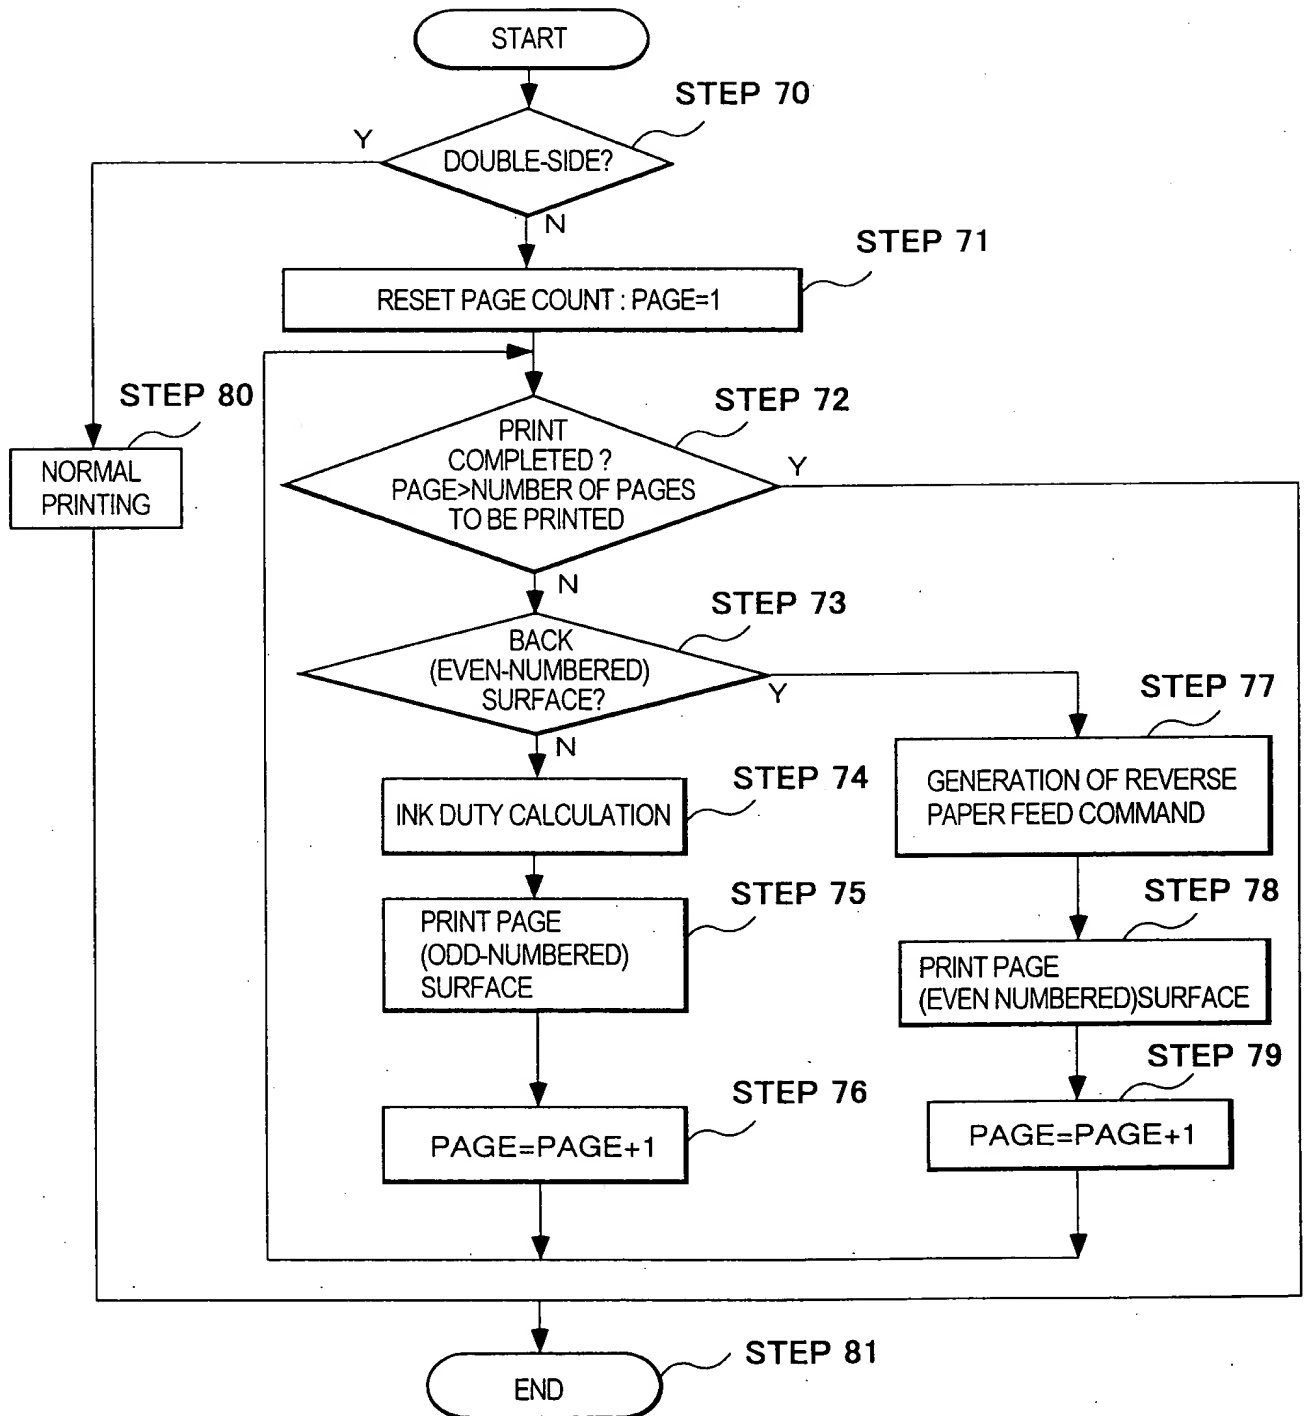 START
STEP 70
Y
DOUBLE-SIDE?
N
STEP 71
RESET PAGE COUNT : PAGE=1
STEP 80
NORMAL
PRINTING
STEP 72
PRINT
COMPLETED ?
PAGE>NUMBER OF PAGES
TO BE PRINTED
Y
N
STEP 73
BACK
(EVEN-NUMBERED)
SURFACE?
Y
N
STEP 74
INK DUTY CALCULATION
STEP 75
PRINT PAGE
(ODD-NUMBERED)
SURFACE
STEP 76
PAGE=PAGE+1
STEP 77
GENERATION OF REVERSE
PAPER FEED COMMAND
STEP 78
PRINT PAGE
(EVEN NUMBERED)SURFACE
STEP 79
PAGE=PAGE+1
STEP 81
END